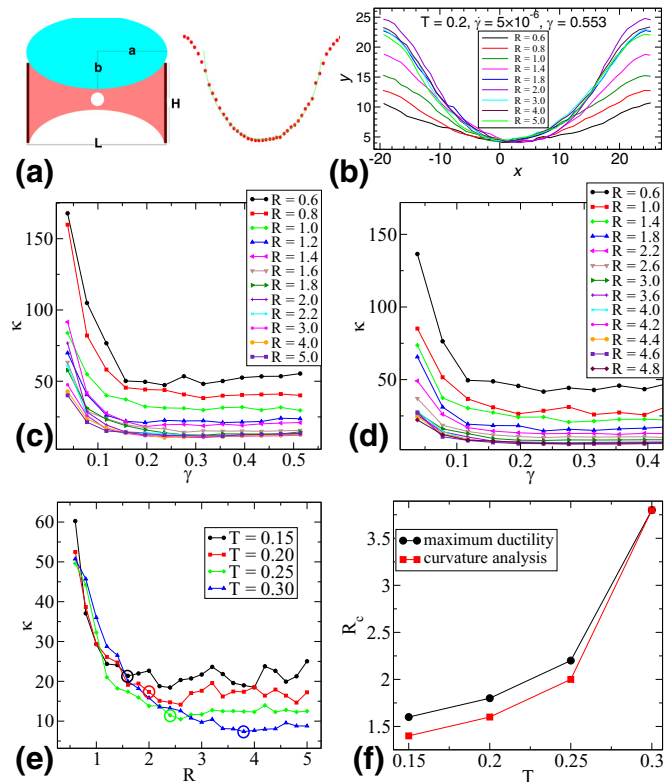 a
b
H
L
(a)
T = 0.2, γ̇ = 5×10⁻⁶, γ = 0.553
R = 0.6
R = 0.8
R = 1.0
R = 1.4
R = 1.8
R = 2.0
R = 3.0
R = 4.0
R = 5.0
25
20
15
10
5
y
-20 -10 0 10 20
x
(b)
150
100
50
κ
0.1 0.2 0.3 0.4 0.5
γ
R = 0.6
R = 0.8
R = 1.0
R = 1.2
R = 1.4
R = 1.6
R = 1.8
R = 2.0
R = 2.2
R = 3.0
R = 4.0
R = 5.0
(c)
150
100
50
κ
0.1 0.2 0.3 0.4
γ
R = 0.6
R = 1.0
R = 1.4
R = 1.8
R = 2.2
R = 2.6
R = 3.0
R = 3.6
R = 4.0
R = 4.2
R = 4.4
R = 4.6
R = 4.8
(d)
60
50
40
30
20
10
κ
1 2 3 4 5
R
T = 0.15
T = 0.20
T = 0.25
T = 0.30
(e)
3.5
3
2.5
2
1.5
R_c
0.15 0.2 0.25 0.3
T
maximum ductility
curvature analysis
(f)